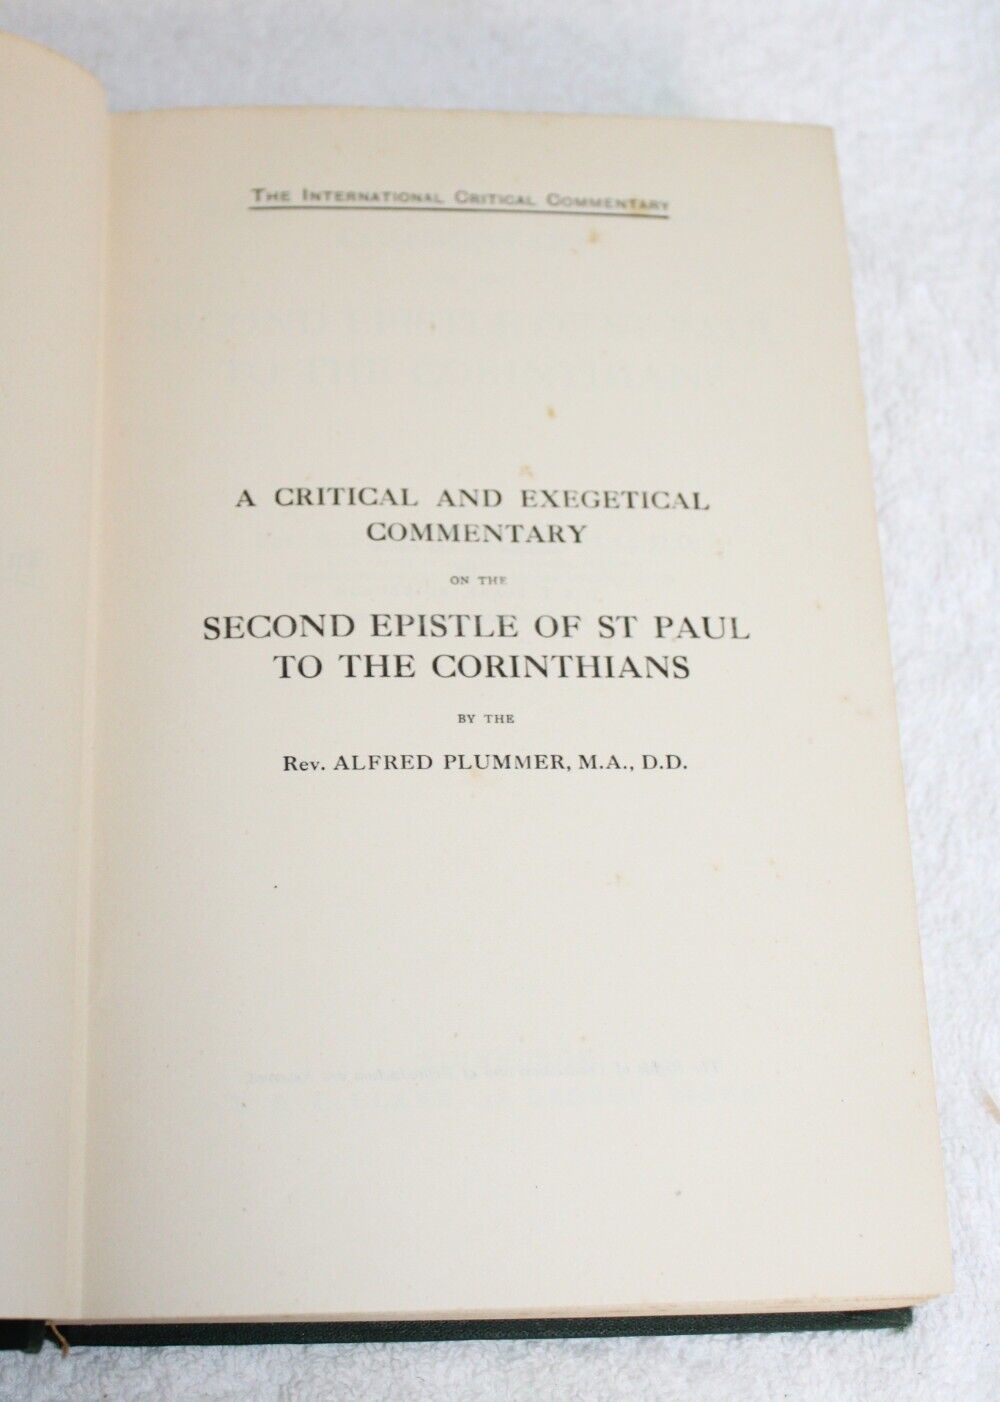 THE INTERNATIONAL CRITICAL COMMENTARY
A CRITICAL AND EXEGETICAL
COMMENTARY
ON THE
SECOND EPISTLE OF ST PAUL
TO THE CORINTHIANS
BY THE
Rev. ALFRED PLUMMER, M.A., D.D.